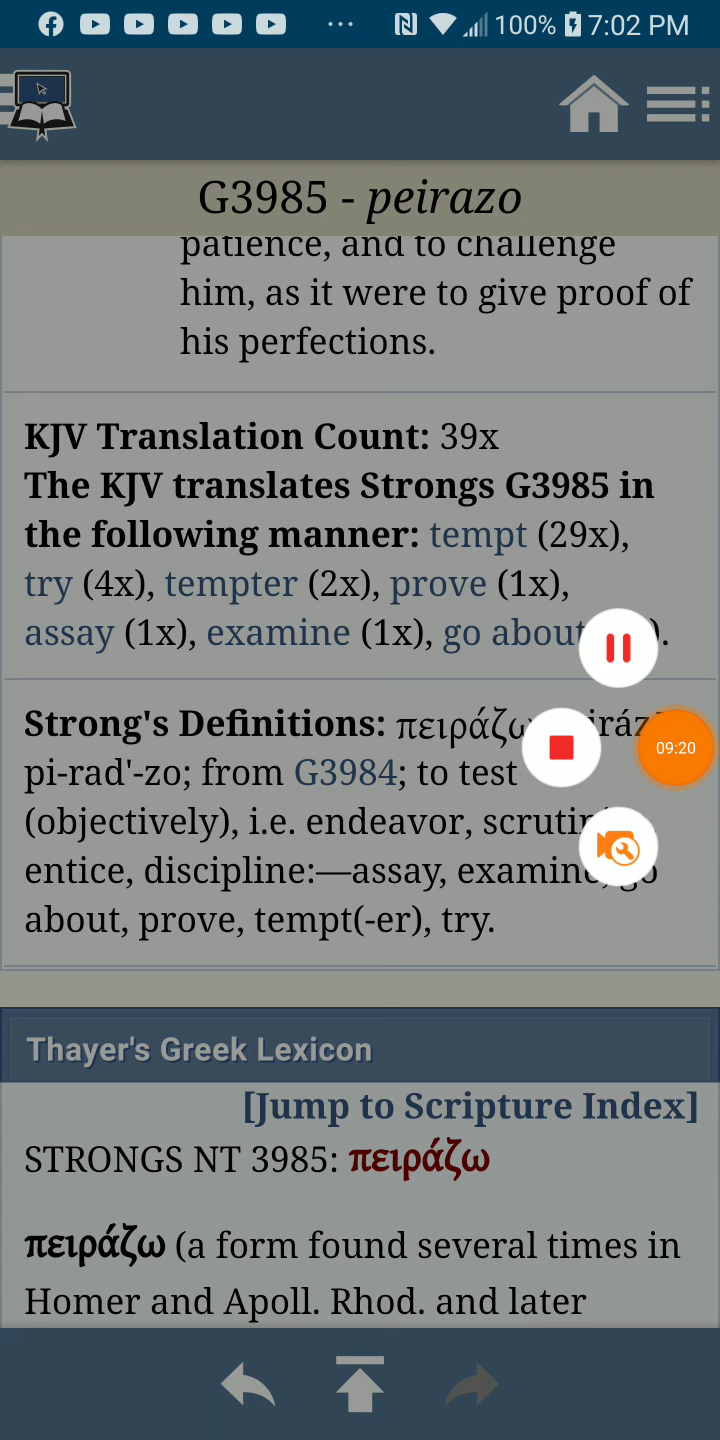 100% 7:02 PM
G3985 - peirazo
patience, and to challenge
him, as it were to give proof of
his perfections.
KJV Translation Count: 39x
The KJV translates Strongs G3985 in
the following manner: tempt (29x),
try (4x), tempter (2x), prove (1x),
assay (1x), examine (1x), go about ).
Strong's Definitions: πειράζω
pi-rad'-zo; from G3984; to test
(objectively), i.e. endeavor,
entice, discipline:—assay, examine, go
about, prove, tempt(-er), try.
09:20
Thayer's Greek Lexicon
[Jump to Scripture Index]
STRONGS NT 3985: πειράζω
πειράζω (a form found several times in
Homer and Apoll. Rhod. and later